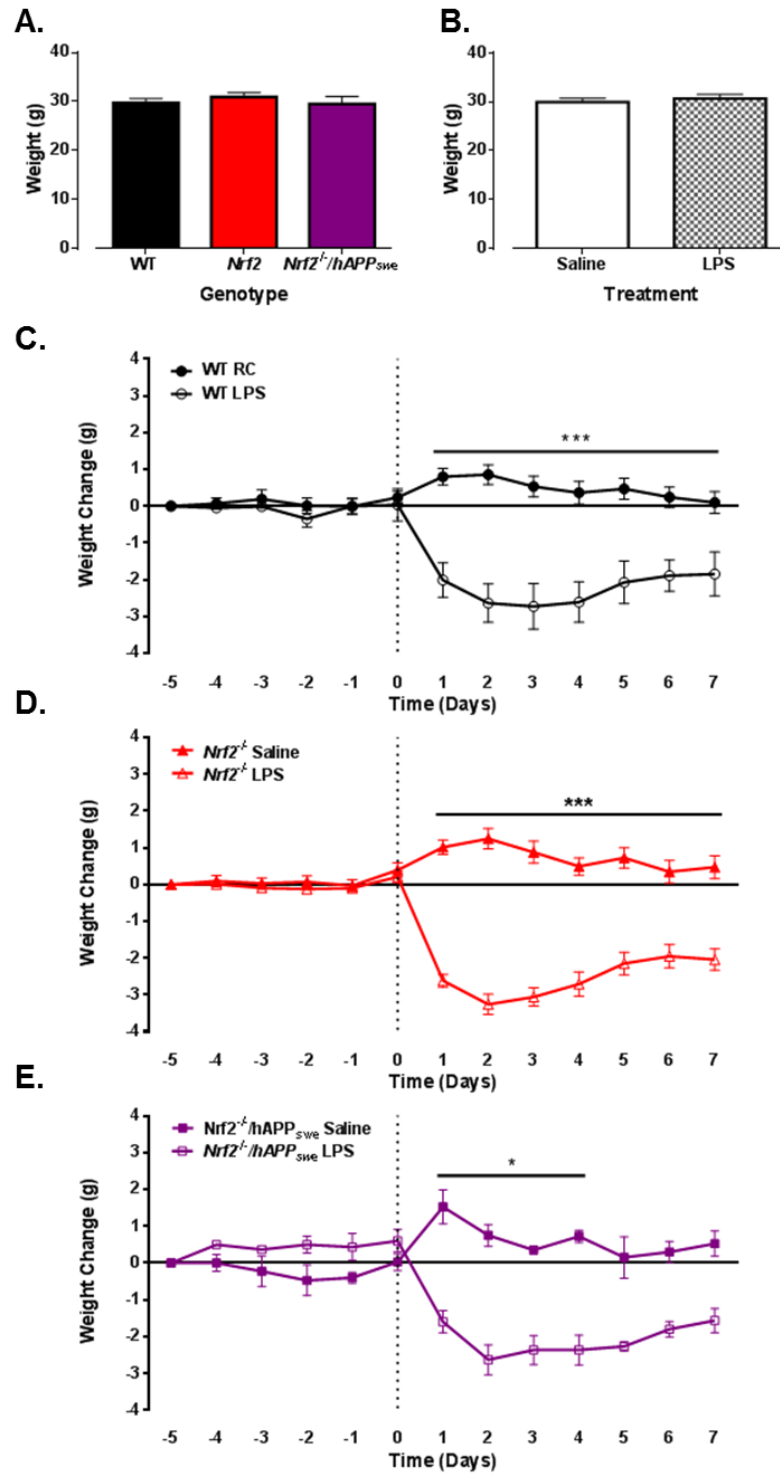 A.
40
30
20
10
0
Weight (g)
WT
Nrf2
Nrf2-/-/hAPPswe
Genotype
B.
40
30
20
10
0
Weight (g)
Saline
LPS
Treatment
C.
4
3
2
1
0
-1
-2
-3
-4
Weight Change (g)
WT RC
WT LPS
***
-5 -4 -3 -2 -1 0 1 2 3 4 5 6 7
Time (Days)
D.
4
3
2
1
0
-1
-2
-3
-4
Weight Change (g)
Nrf2-/- Saline
Nrf2-/- LPS
***
-5 -4 -3 -2 -1 0 1 2 3 4 5 6 7
Time (Days)
E.
4
3
2
1
0
-1
-2
-3
-4
Weight Change (g)
Nrf2-/-/hAPPswe Saline
Nrf2-/-/hAPPswe LPS
*
-5 -4 -3 -2 -1 0 1 2 3 4 5 6 7
Time (Days)